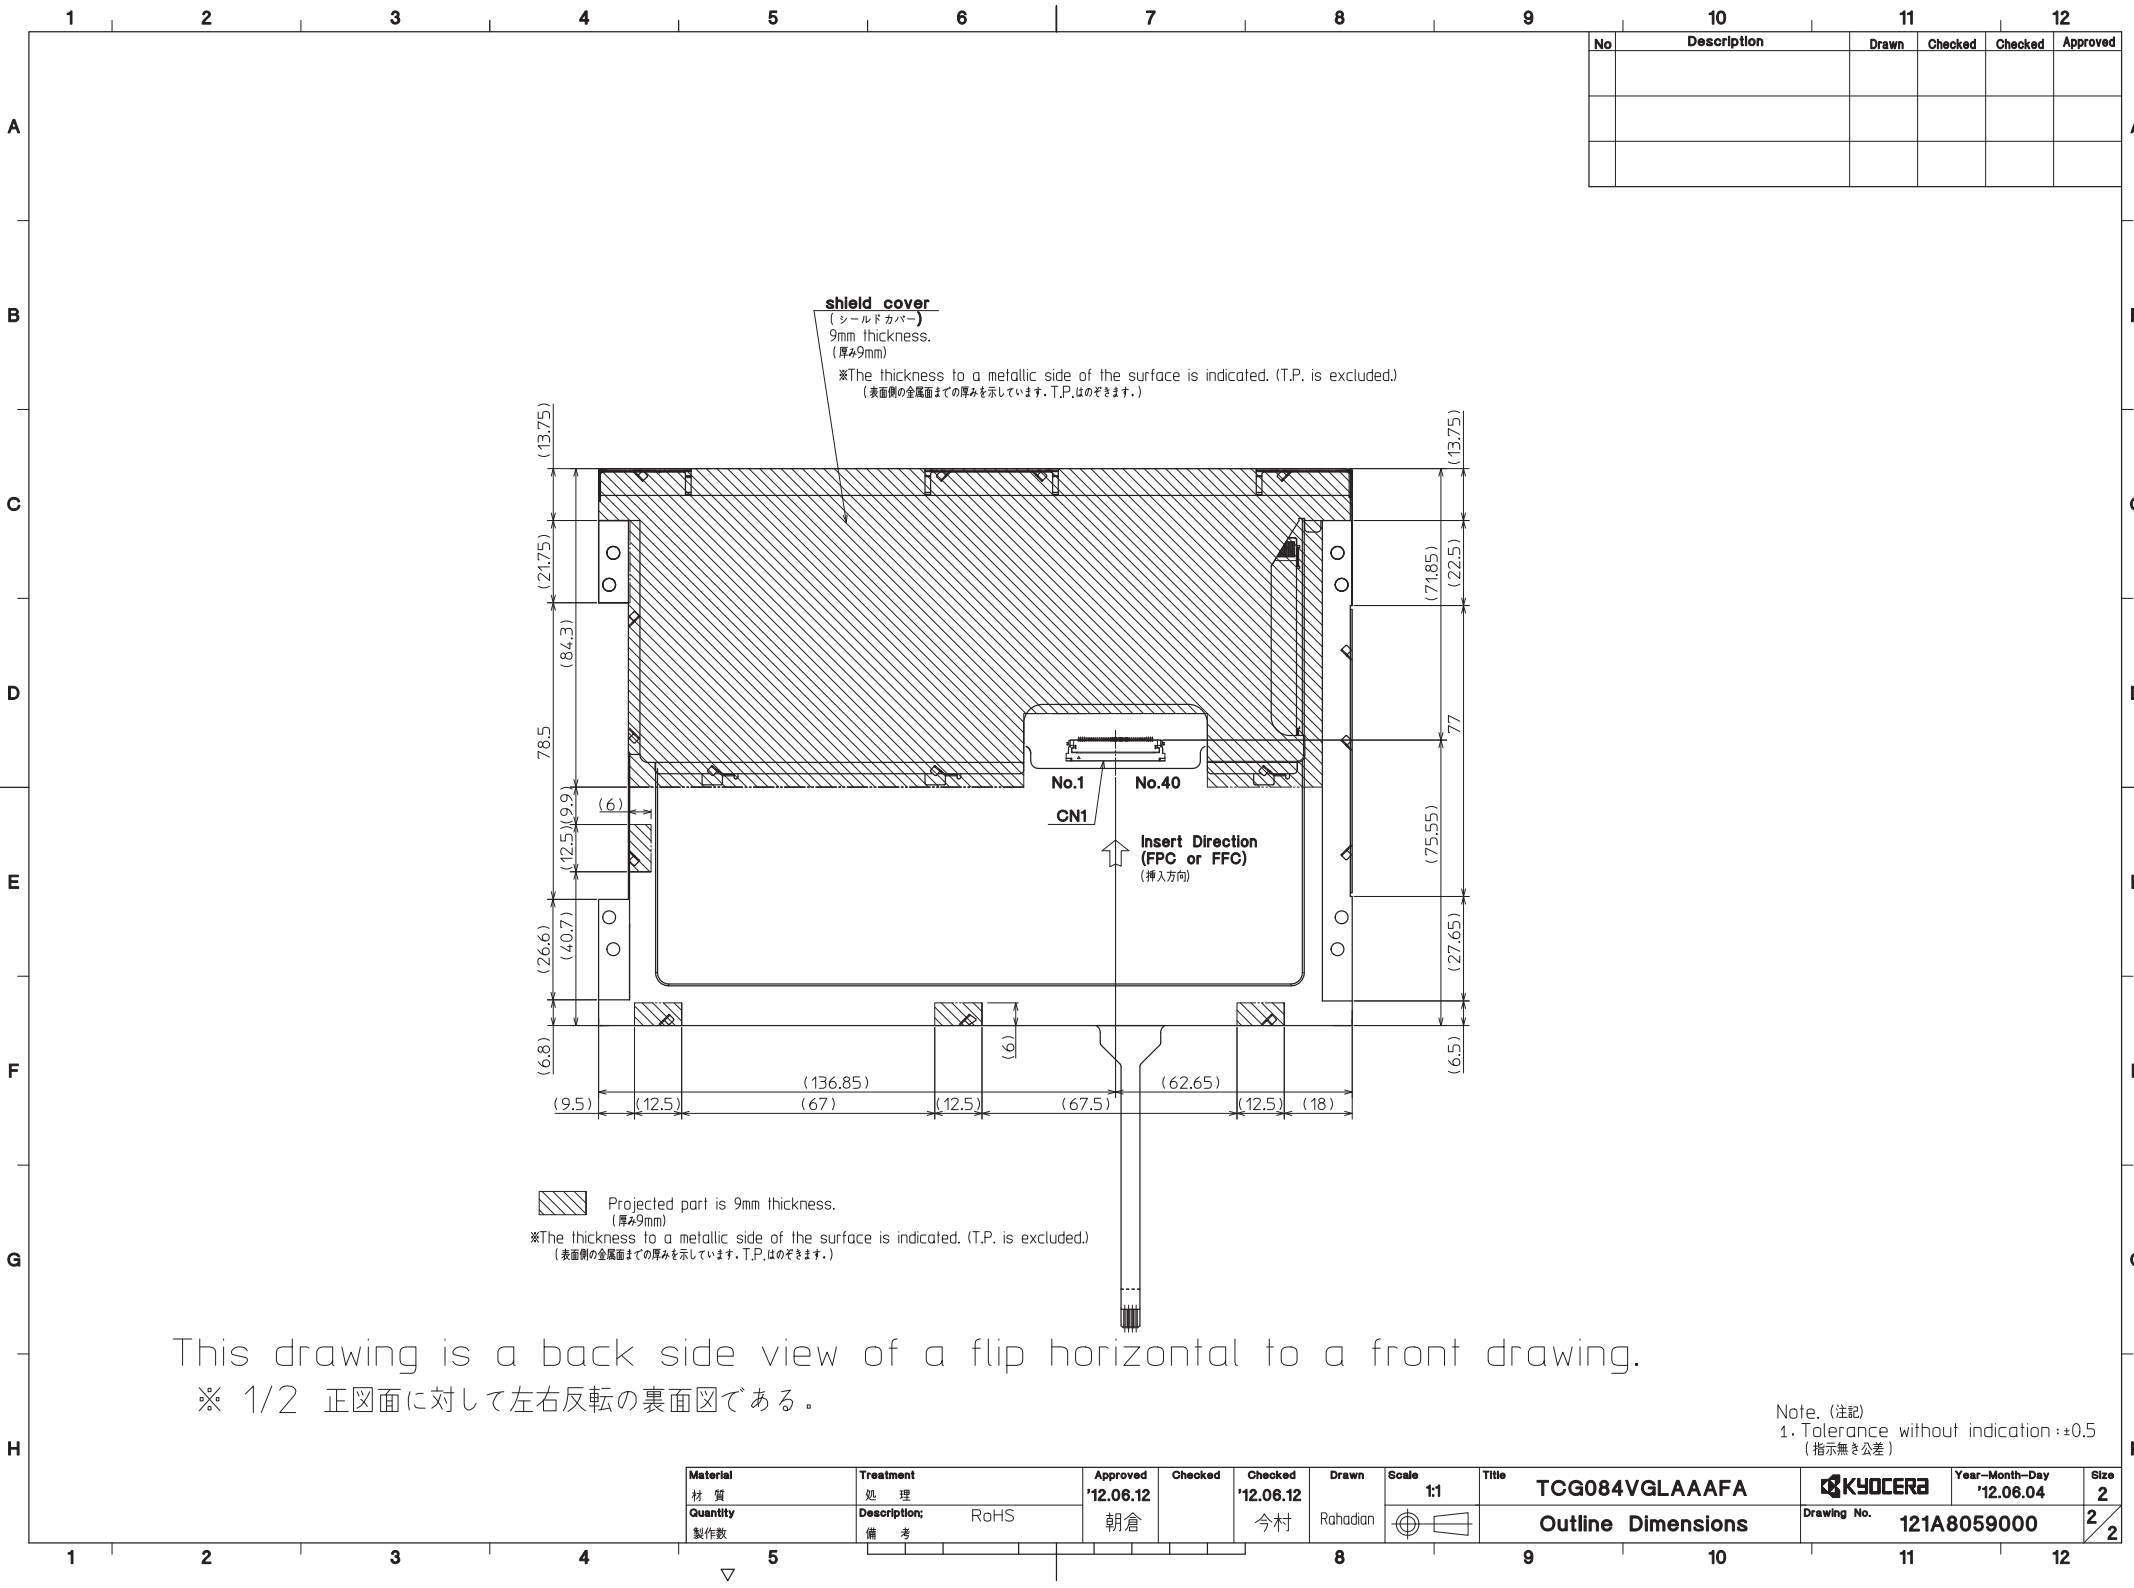 1 2 3 4 5 6 7 8 9 10 11 12
No Description Drawn Checked Checked Approved
A
B
C
D
E
F
G
H
shield cover
(シールドカバー)
9mm thickness.
(厚み9mm)
※The thickness to a metallic side of the surface is indicated. (T.P. is excluded.)
(表面側の金属面までの厚みを示しています。T.P.はのぞきます。)
(13.75)
(21.75)
(84.3)
78.5
(9.9)
(6)
(12.5)
(26.6)
(40.7)
(6.8)
(13.75)
(71.85)
(22.5)
77
(75.55)
(27.65)
(6.5)
No.1 No.40
CN1
Insert Direction
(FPC or FFC)
(挿入方向)
(6)
(136.85) (62.65)
(9.5) (12.5) (67) (12.5) (67.5) (12.5) (18)
Projected part is 9mm thickness.
(厚み9mm)
※The thickness to a metallic side of the surface is indicated. (T.P. is excluded.)
(表面側の金属面までの厚みを示しています。T.P.はのぞきます。)
This drawing is a back side view of a flip horizontal to a front drawing.
※ 1/2 正図面に対して左右反転の裏面図である。
Note. (注記)
1. Tolerance without indication : ±0.5
(指示無き公差)
Material
材 質
Treatment
処 理
Quantity
製作数
Description;
備 考
RoHS
Approved
'12.06.12
朝倉
Checked
Checked
'12.06.12
今村
Drawn
Rahadian
Scale
1:1
Title
TCG084VGLAAAFA
Outline Dimensions
KYOCERA
Year-Month-Day
'12.06.04
Size
2
Drawing No.
121A8059000
2/2
1 2 3 4 5 8 9 10 11 12